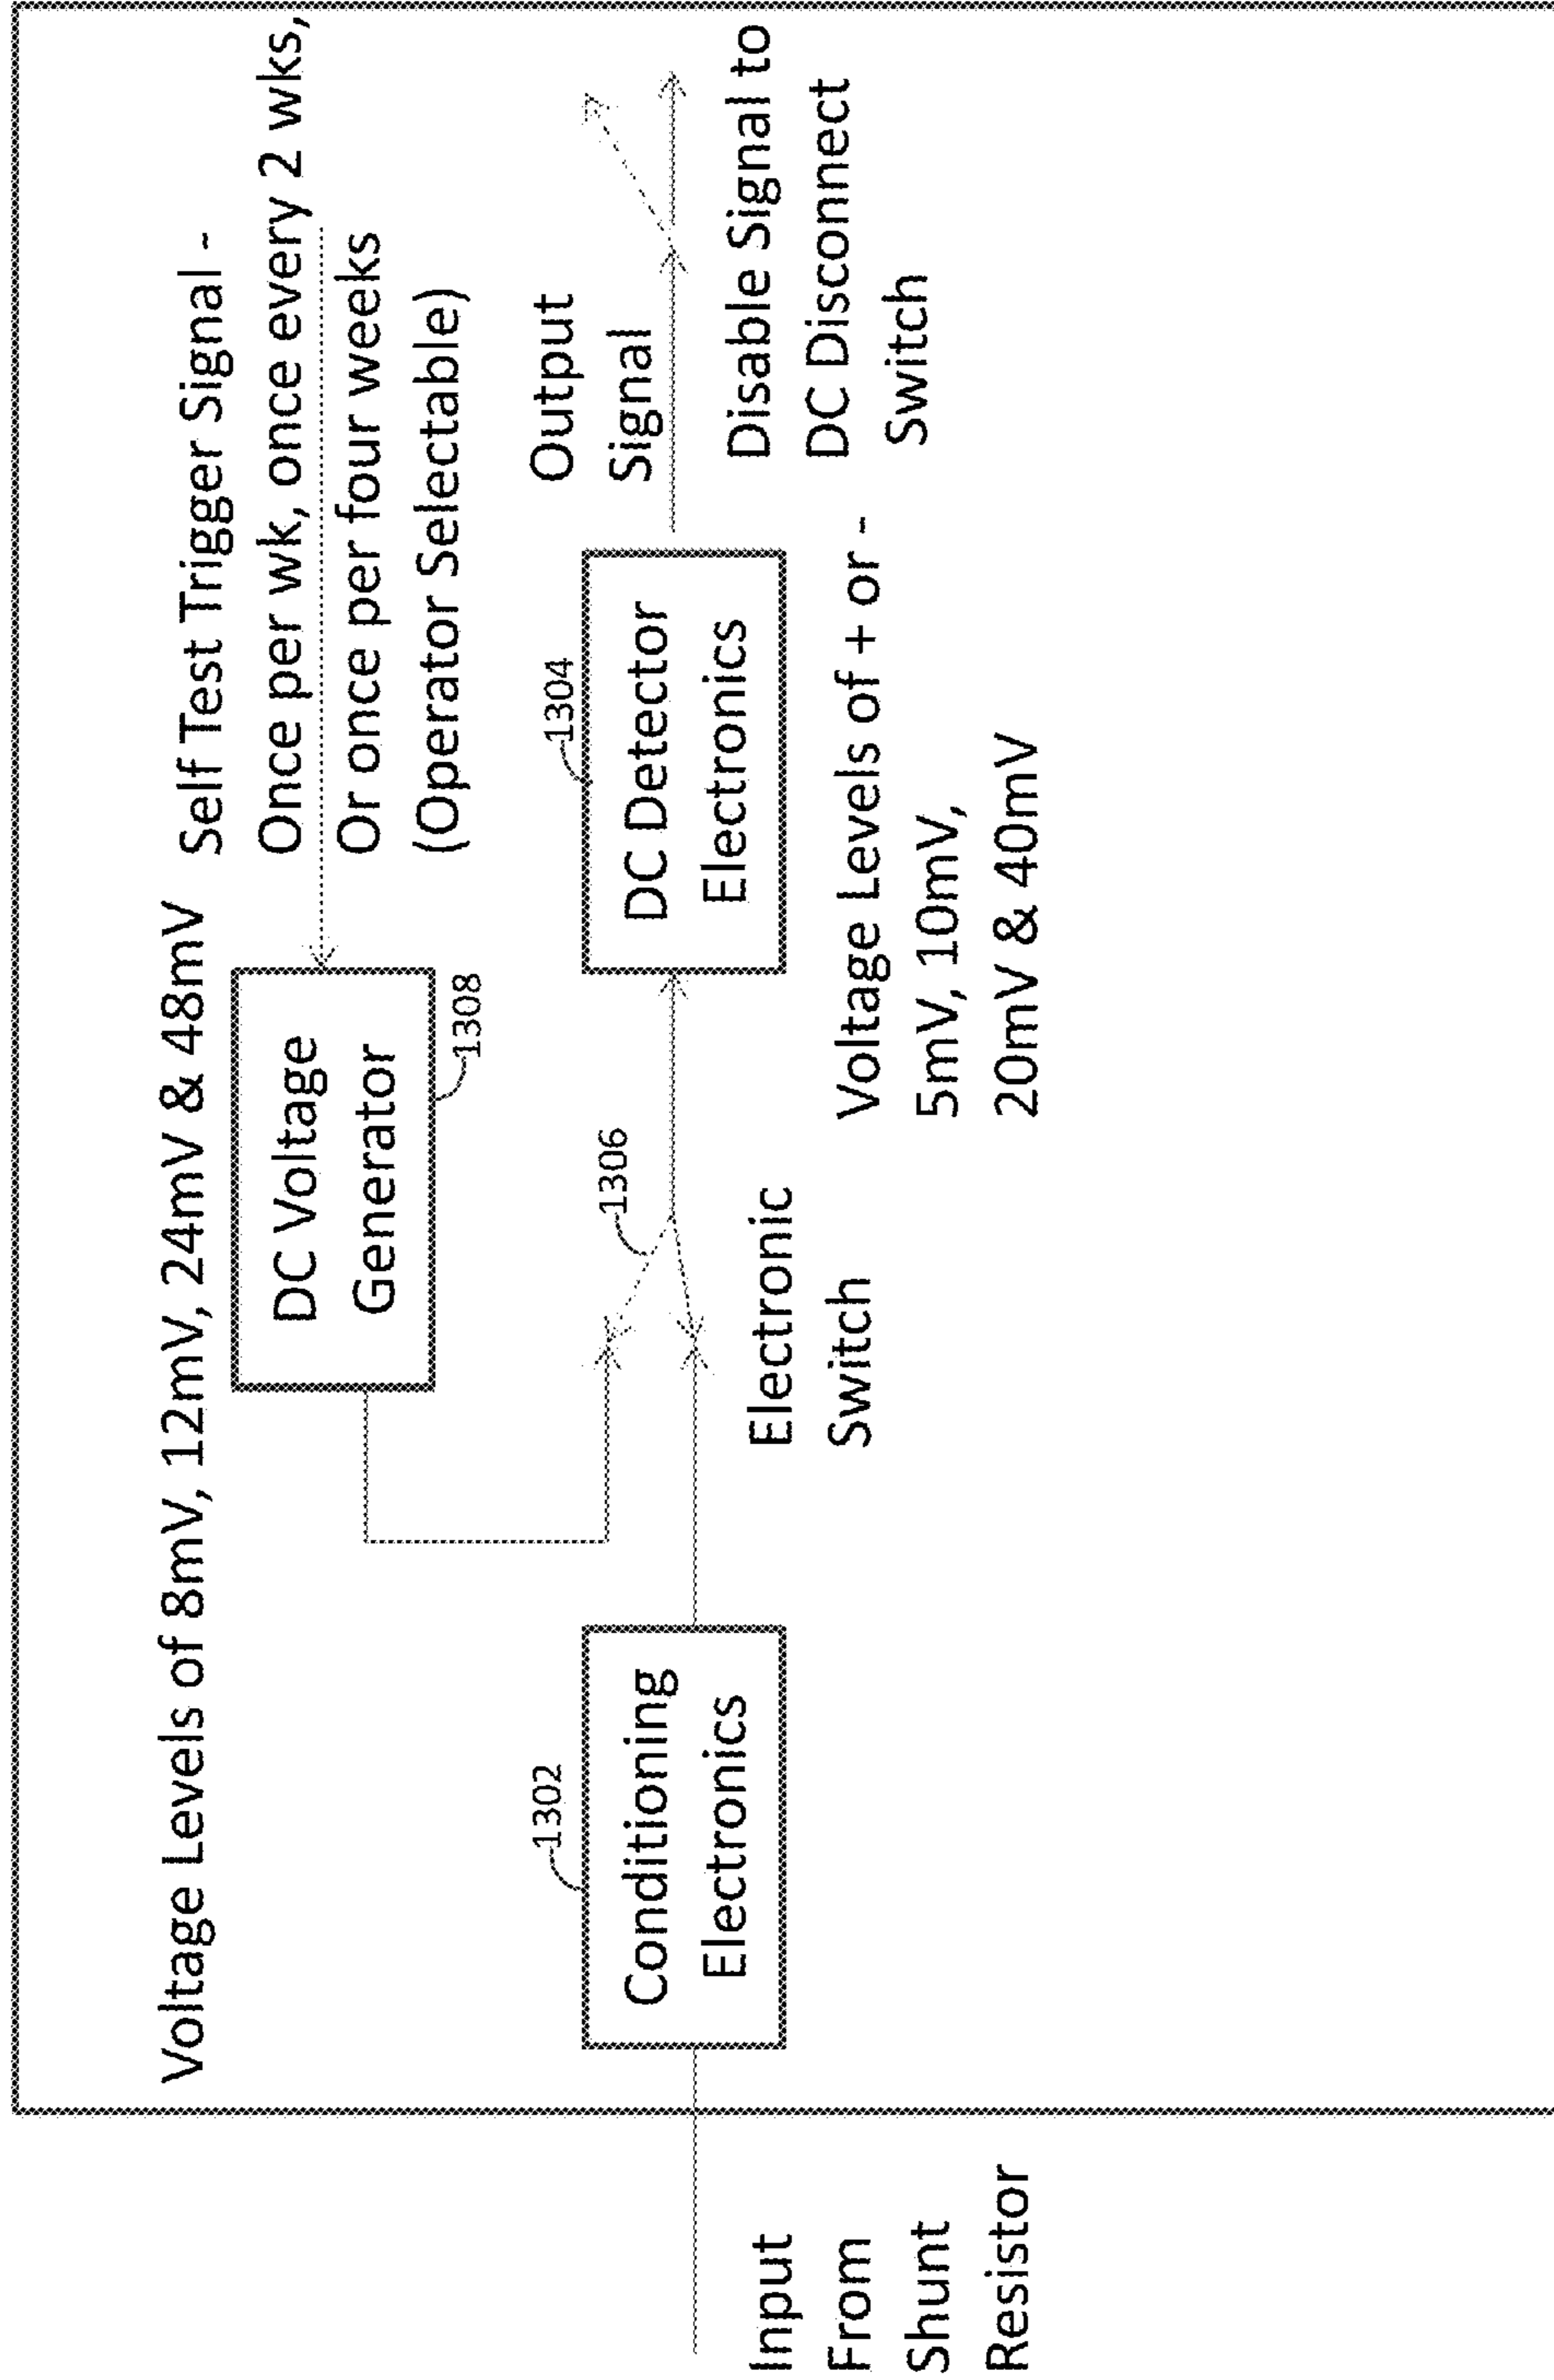 Voltage Levels of 8mV, 12mV, 24mV & 48mV
Self Test Trigger Signal -
Once per wk, once every 2 wks,
Or once per four weeks
(Operator Selectable)
DC Voltage
Generator
1308
1302
Conditioning
Electronics
1306
Electronic
Switch
1304
DC Detector
Electronics
Voltage Levels of + or -
5mV, 10mV,
20mV & 40mV
Output
Signal
Disable Signal to
DC Disconnect
Switch
Input
From
Shunt
Resistor